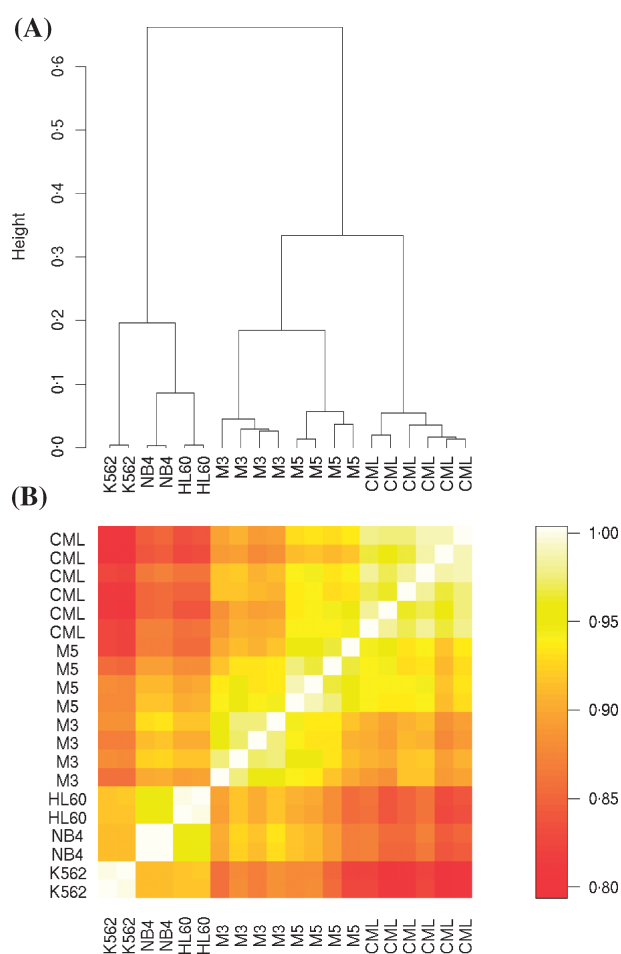 (A)
Height
0·6
0·5
0·4
0·3
0·2
0·1
0·0
K562 K562 NB4 NB4 HL60 HL60 M3 M3 M3 M3 M5 M5 M5 M5 CML CML CML CML CML CML
(B)
CML
CML
CML
CML
CML
CML
M5
M5
M5
M5
M3
M3
M3
M3
HL60
HL60
NB4
NB4
K562
K562
K562 K562 NB4 NB4 HL60 HL60 M3 M3 M3 M3 M5 M5 M5 M5 CML CML CML CML CML CML
1·00
0·95
0·90
0·85
0·80